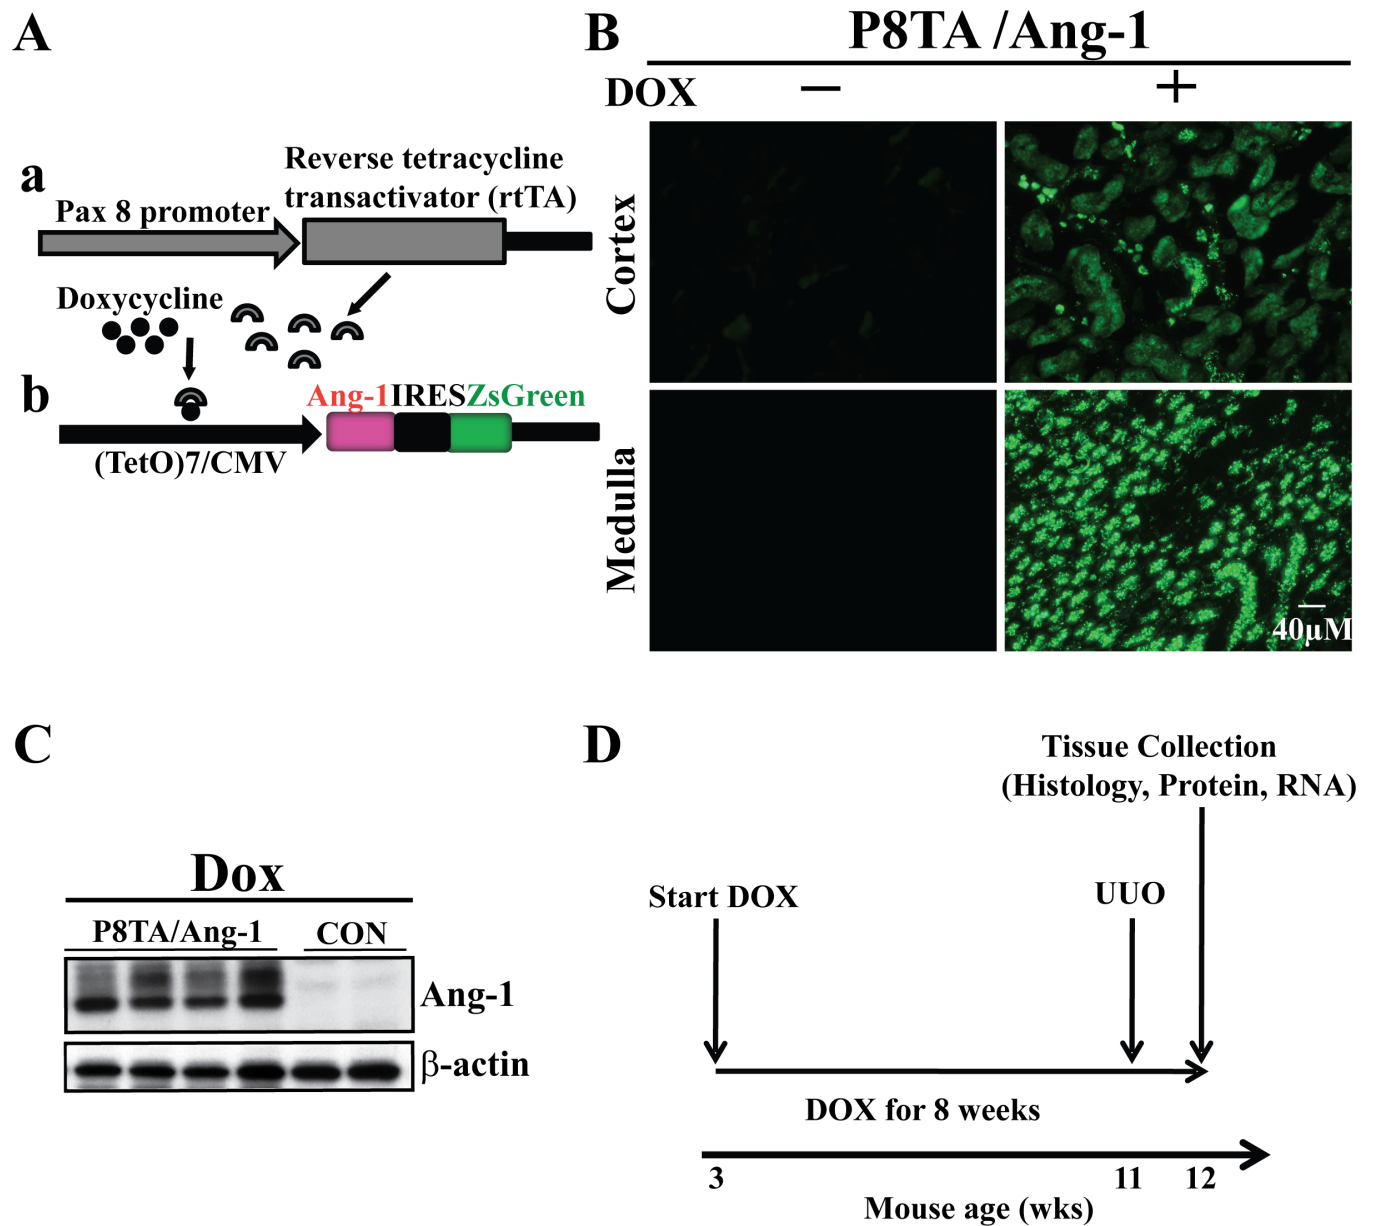 A
a
Pax 8 promoter
Reverse tetracycline
transactivator (rtTA)
Doxycycline
b
Ang-1IRESZsGreen
(TetO)7/CMV
B
P8TA /Ang-1
DOX − +
Cortex
Medulla
40µM
C
Dox
P8TA/Ang-1 CON
Ang-1
β-actin
D
Tissue Collection
(Histology, Protein, RNA)
Start DOX
UUO
DOX for 8 weeks
3 11 12
Mouse age (wks)